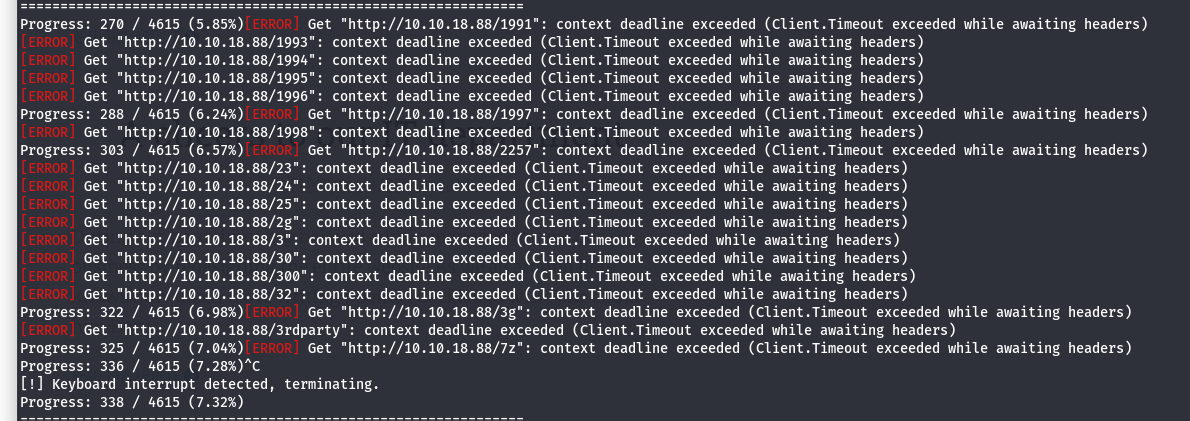 ===============================================================
Progress: 270 / 4615 (5.85%)[ERROR] Get "http://10.10.18.88/1991": context deadline exceeded (Client.Timeout exceeded while awaiting headers)
[ERROR] Get "http://10.10.18.88/1993": context deadline exceeded (Client.Timeout exceeded while awaiting headers)
[ERROR] Get "http://10.10.18.88/1994": context deadline exceeded (Client.Timeout exceeded while awaiting headers)
[ERROR] Get "http://10.10.18.88/1995": context deadline exceeded (Client.Timeout exceeded while awaiting headers)
[ERROR] Get "http://10.10.18.88/1996": context deadline exceeded (Client.Timeout exceeded while awaiting headers)
Progress: 288 / 4615 (6.24%)[ERROR] Get "http://10.10.18.88/1997": context deadline exceeded (Client.Timeout exceeded while awaiting headers)
[ERROR] Get "http://10.10.18.88/1998": context deadline exceeded (Client.Timeout exceeded while awaiting headers)
Progress: 303 / 4615 (6.57%)[ERROR] Get "http://10.10.18.88/2257": context deadline exceeded (Client.Timeout exceeded while awaiting headers)
[ERROR] Get "http://10.10.18.88/23": context deadline exceeded (Client.Timeout exceeded while awaiting headers)
[ERROR] Get "http://10.10.18.88/24": context deadline exceeded (Client.Timeout exceeded while awaiting headers)
[ERROR] Get "http://10.10.18.88/25": context deadline exceeded (Client.Timeout exceeded while awaiting headers)
[ERROR] Get "http://10.10.18.88/2g": context deadline exceeded (Client.Timeout exceeded while awaiting headers)
[ERROR] Get "http://10.10.18.88/3": context deadline exceeded (Client.Timeout exceeded while awaiting headers)
[ERROR] Get "http://10.10.18.88/30": context deadline exceeded (Client.Timeout exceeded while awaiting headers)
[ERROR] Get "http://10.10.18.88/300": context deadline exceeded (Client.Timeout exceeded while awaiting headers)
[ERROR] Get "http://10.10.18.88/32": context deadline exceeded (Client.Timeout exceeded while awaiting headers)
Progress: 322 / 4615 (6.98%)[ERROR] Get "http://10.10.18.88/3g": context deadline exceeded (Client.Timeout exceeded while awaiting headers)
[ERROR] Get "http://10.10.18.88/3rdparty": context deadline exceeded (Client.Timeout exceeded while awaiting headers)
Progress: 325 / 4615 (7.04%)[ERROR] Get "http://10.10.18.88/7z": context deadline exceeded (Client.Timeout exceeded while awaiting headers)
Progress: 336 / 4615 (7.28%)^C
[!] Keyboard interrupt detected, terminating.
Progress: 338 / 4615 (7.32%)
===============================================================